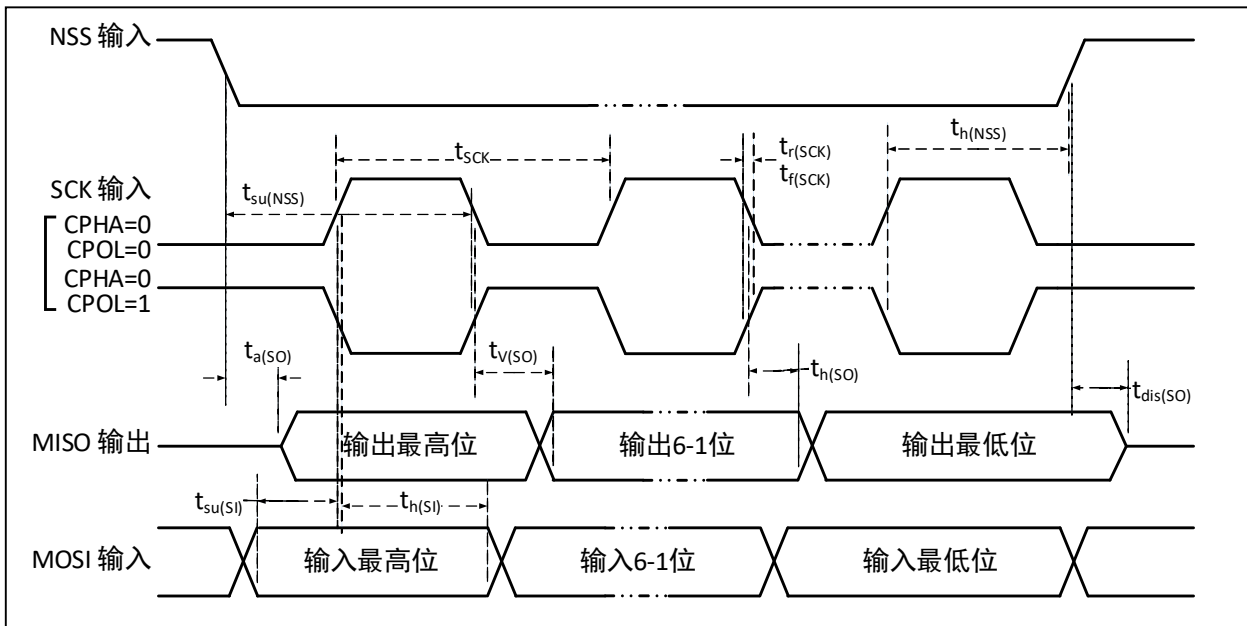 NSS 输入
t_h(NSS)
t_SCK
t_r(SCK)
t_f(SCK)
SCK 输入
t_su(NSS)
CPHA=0
CPOL=0
CPHA=0
CPOL=1
t_a(SO)
t_V(SO)
t_h(SO)
t_dis(SO)
MISO 输出
输出最高位
输出6-1位
输出最低位
t_su(SI)
t_h(SI)
MOSI 输入
输入最高位
输入6-1位
输入最低位